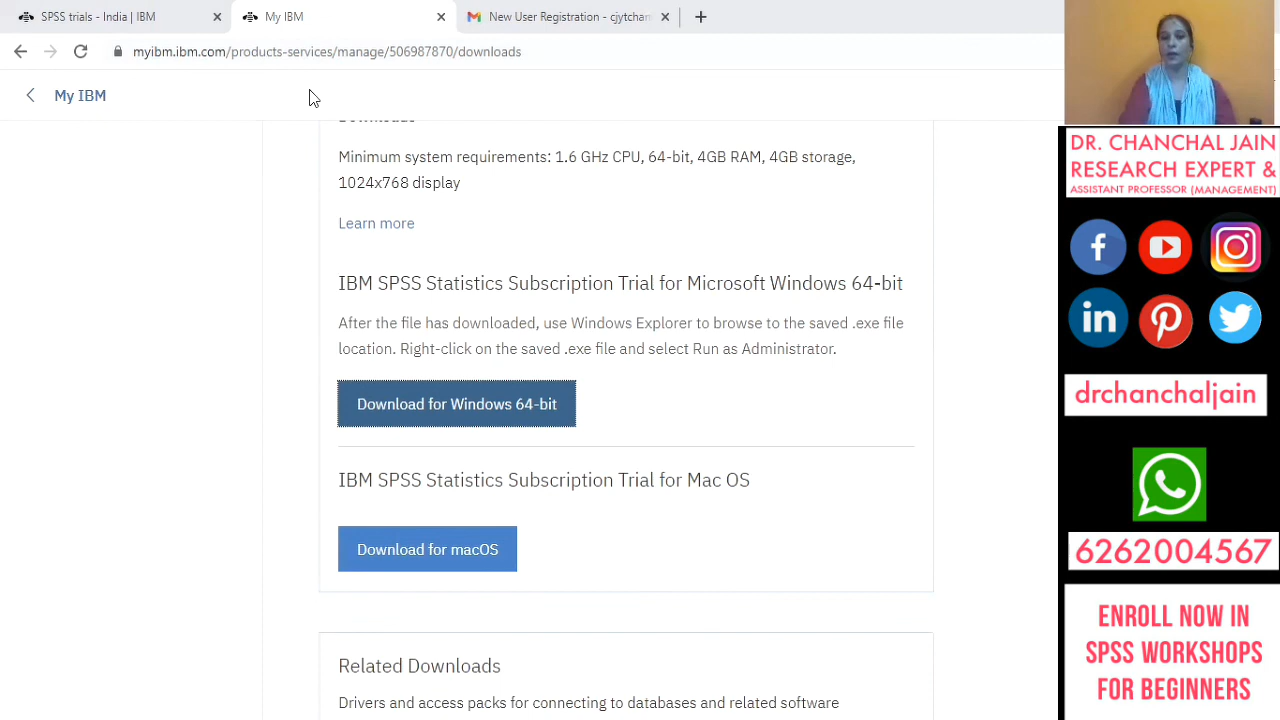 SPSS trials - India | IBM
My IBM
New User Registration - cjytchan
myibm.ibm.com/products-services/manage/506987870/downloads
My IBM
Downloads
Minimum system requirements: 1.6 GHz CPU, 64-bit, 4GB RAM, 4GB storage,
1024x768 display
Learn more
IBM SPSS Statistics Subscription Trial for Microsoft Windows 64-bit
After the file has downloaded, use Windows Explorer to browse to the saved .exe file
location. Right-click on the saved .exe file and select Run as Administrator.
Download for Windows 64-bit
IBM SPSS Statistics Subscription Trial for Mac OS
Download for macOS
Related Downloads
Drivers and access packs for connecting to databases and related software
DR. CHANCHAL JAIN
RESEARCH EXPERT &
ASSISTANT PROFESSOR (MANAGEMENT)
drchanchaljain
6262004567
ENROLL NOW IN
SPSS WORKSHOPS
FOR BEGINNERS